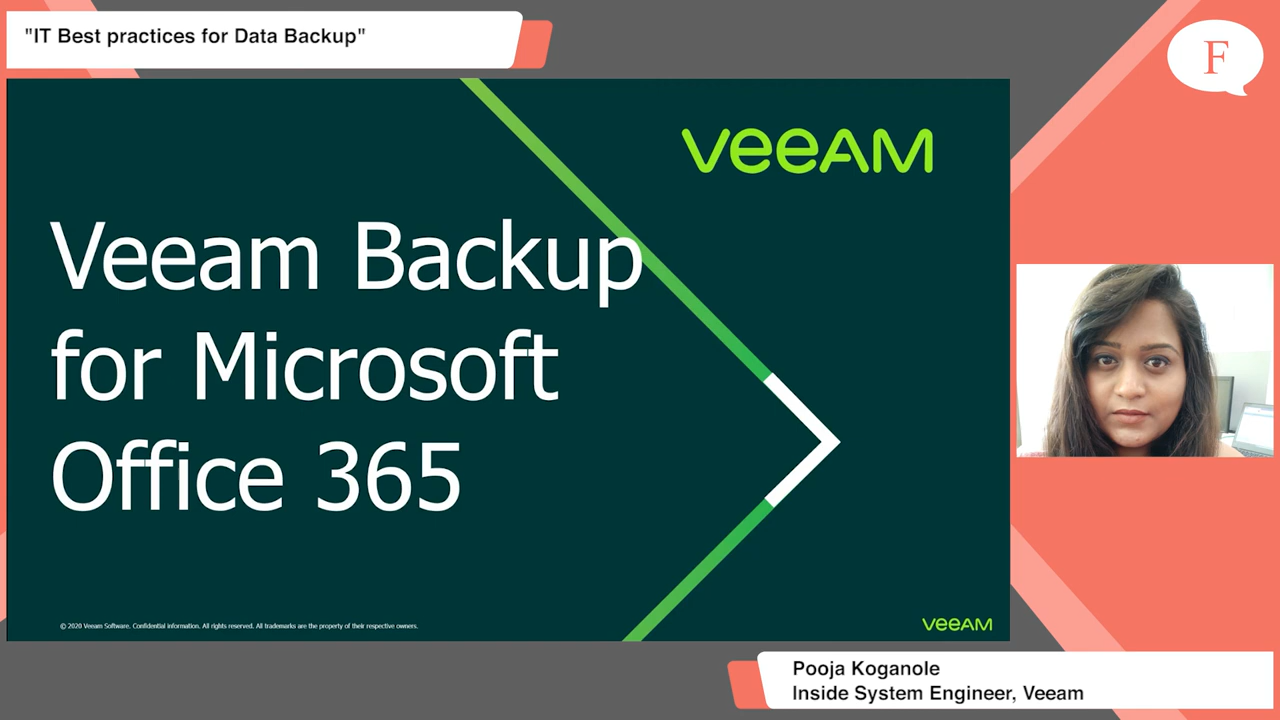 "IT Best practices for Data Backup"
F
VEEAM
Veeam Backup
for Microsoft
Office 365
© 2020 Veeam Software. Confidential information. All rights reserved. All trademarks are the property of their respective owners.
VEEAM
Pooja Koganole
Inside System Engineer, Veeam